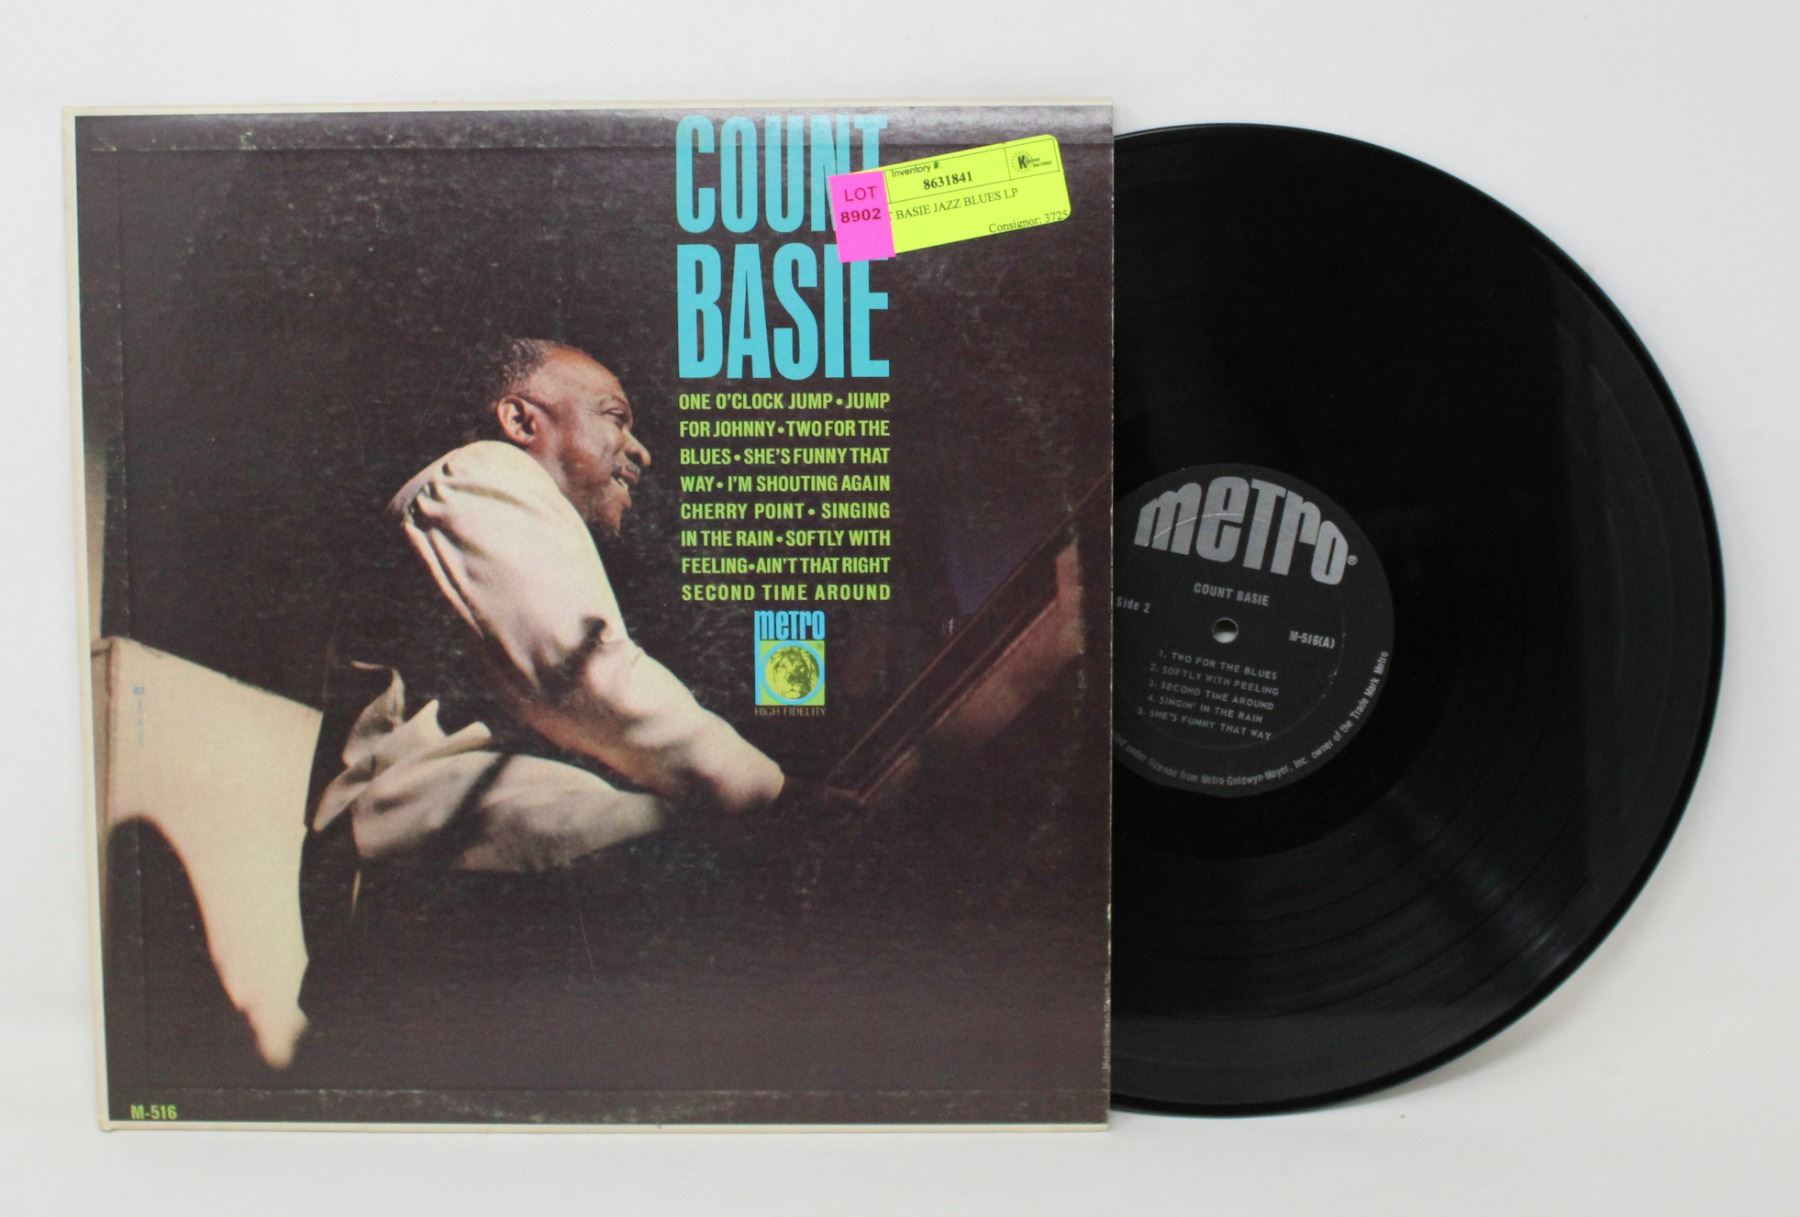 COUNT
BASIE
LOT
8902
Inventory #:
8631841
BASIE JAZZ BLUES LP
Consignor: 3725
ONE O'CLOCK JUMP • JUMP
FOR JOHNNY • TWO FOR THE
BLUES • SHE'S FUNNY THAT
WAY • I'M SHOUTING AGAIN
CHERRY POINT • SINGING
IN THE RAIN • SOFTLY WITH
FEELING • AIN'T THAT RIGHT
SECOND TIME AROUND
METRO
HIGH FIDELITY
M-516
METRO®
COUNT BASIE
Side 2
M-516(A)
1. TWO FOR THE BLUES
2. SOFTLY WITH FEELING
3. SECOND TIME AROUND
4. SINGIN' IN THE RAIN
5. SHE'S FUNNY THAT WAY
under license from Metro-Goldwyn-Mayer, Inc. owner of the Trade Mark Metro